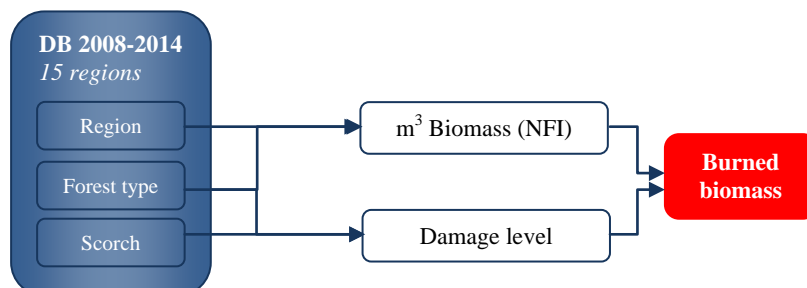 DB 2008-2014
15 regions
Region
Forest type
Scorch
m³ Biomass (NFI)
Damage level
Burned
biomass